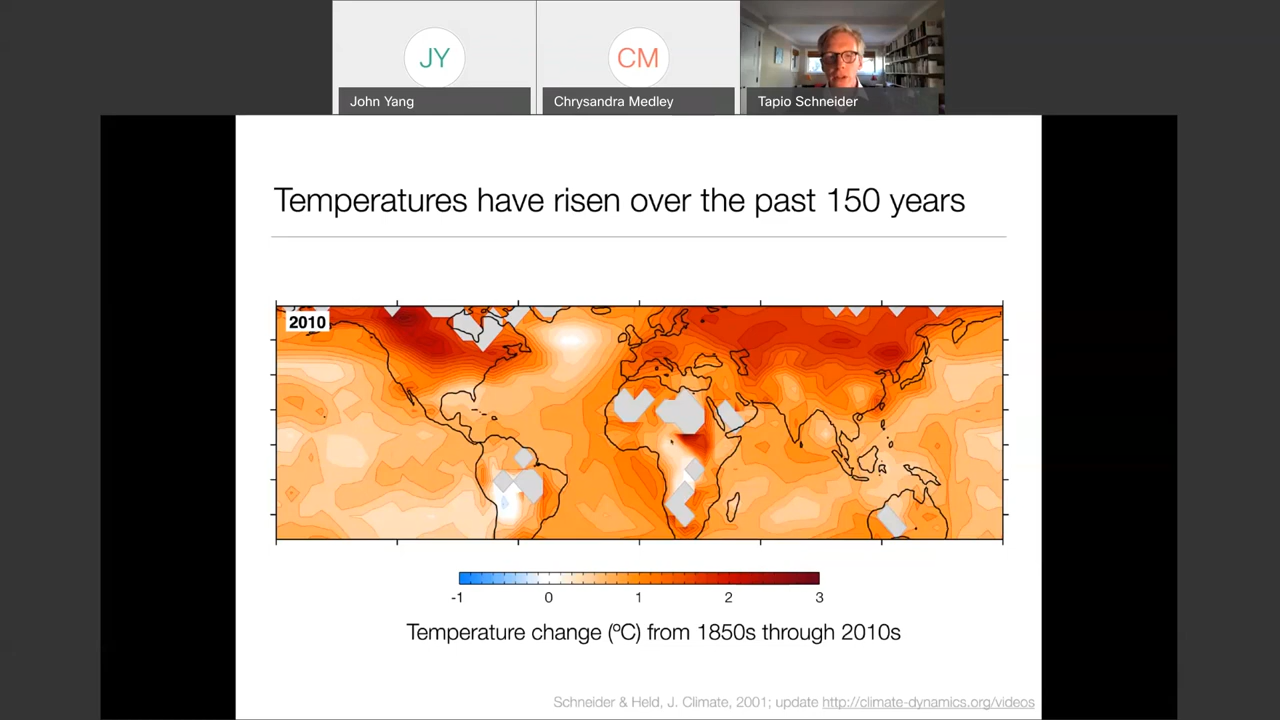 JY
CM
John Yang
Chrysandra Medley
Tapio Schneider
Temperatures have risen over the past 150 years
2010
-1 0 1 2 3
Temperature change (ºC) from 1850s through 2010s
Schneider & Held, J. Climate, 2001; update http://climate-dynamics.org/videos